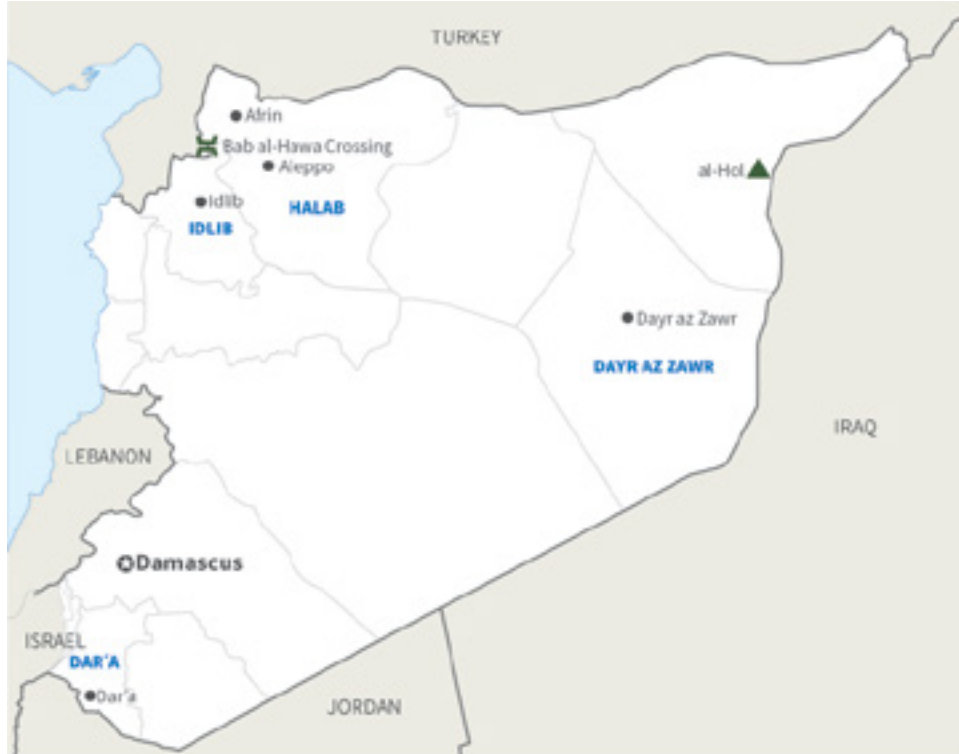 TURKEY
Afrin
Bab al-Hawa Crossing
Aleppo
al-Hol
Idlib
HALAB
IDLIB
Dayr az Zawr
DAYR AZ ZAWR
IRAQ
LEBANON
Damascus
ISRAEL
DAR'A
Dar'a
JORDAN